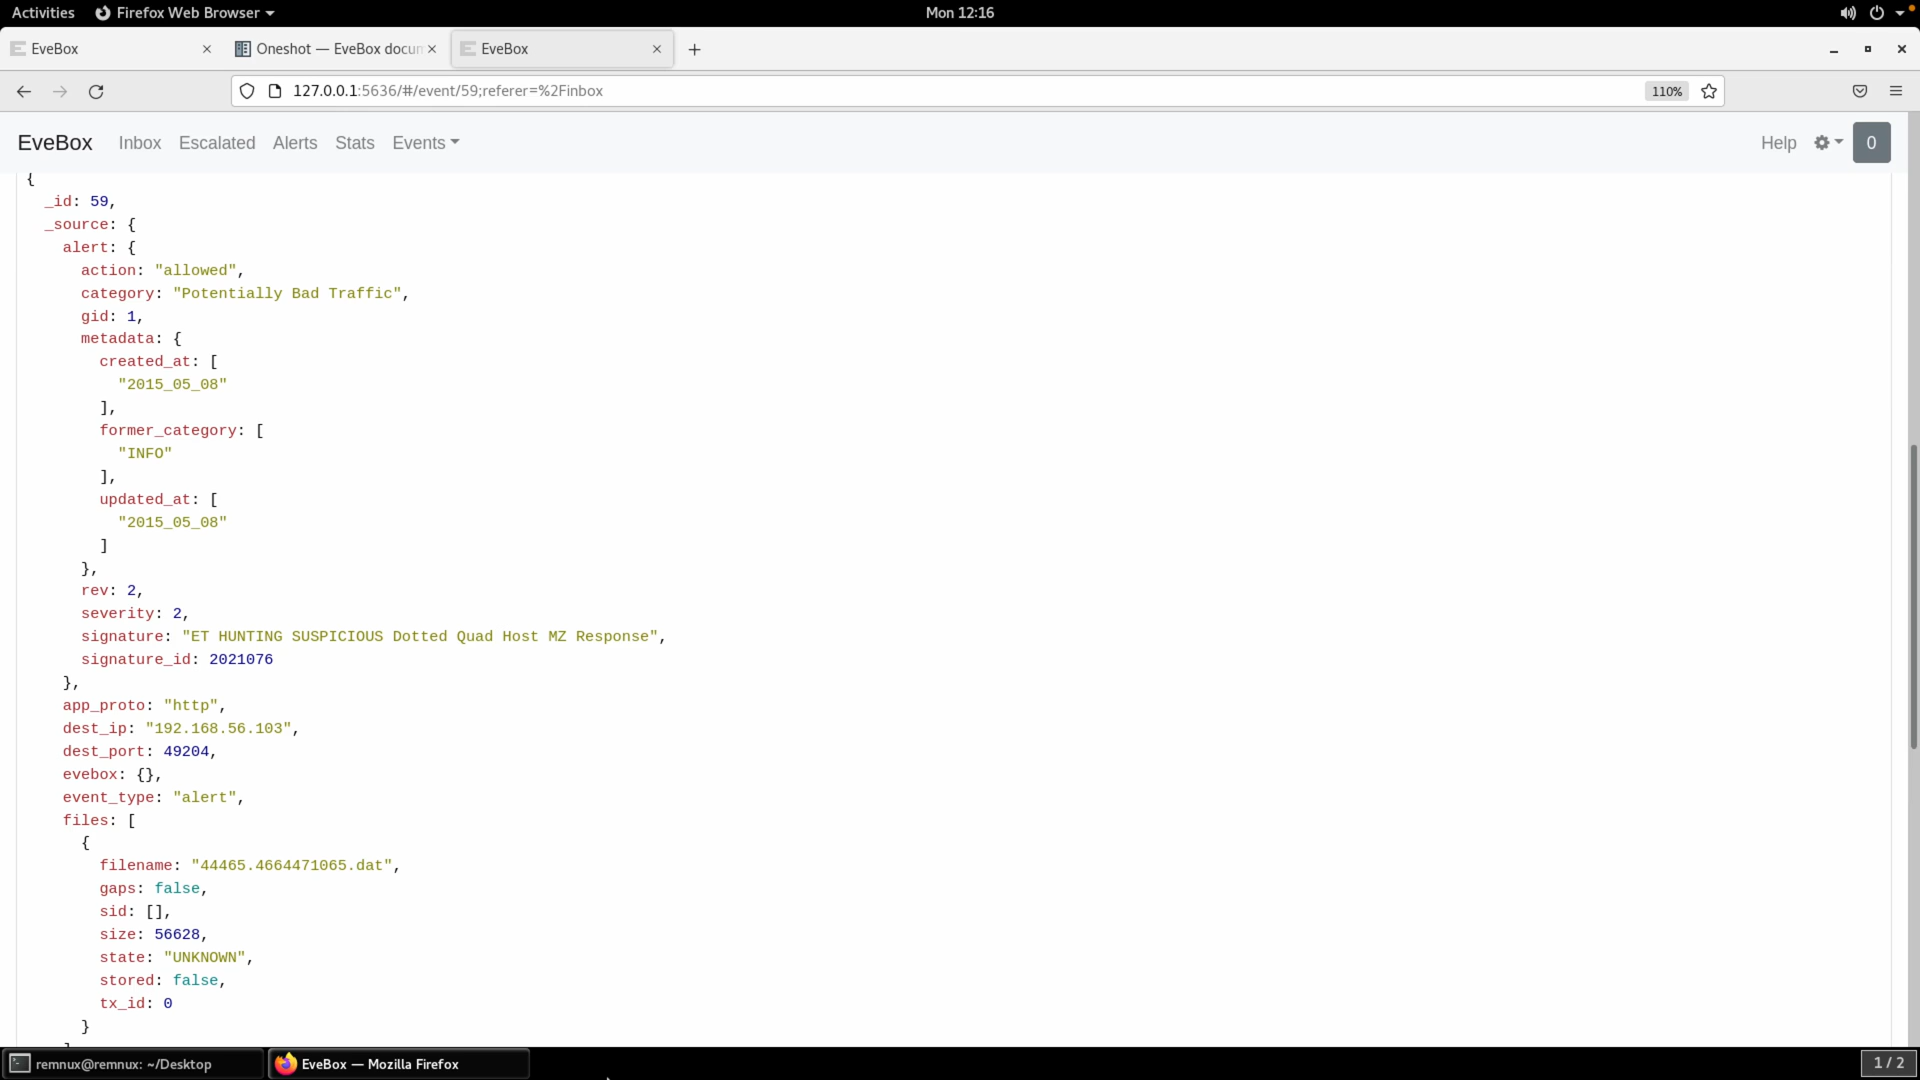 Activities Firefox Web Browser Mon 12:16
EveBox Oneshot — EveBox docu EveBox
127.0.0.1:5636/#/event/59;referer=%2Finbox 110%
EveBox Inbox Escalated Alerts Stats Events Help 0
{
_id: 59,
_source: {
alert: {
action: "allowed",
category: "Potentially Bad Traffic",
gid: 1,
metadata: {
created_at: [
"2015_05_08"
],
former_category: [
"INFO"
],
updated_at: [
"2015_05_08"
]
},
rev: 2,
severity: 2,
signature: "ET HUNTING SUSPICIOUS Dotted Quad Host MZ Response",
signature_id: 2021076
},
app_proto: "http",
dest_ip: "192.168.56.103",
dest_port: 49204,
evebox: {},
event_type: "alert",
files: [
{
filename: "44465.4664471065.dat",
gaps: false,
sid: [],
size: 56628,
state: "UNKNOWN",
stored: false,
tx_id: 0
}
remnux@remnux: ~/Desktop EveBox — Mozilla Firefox 1 / 2